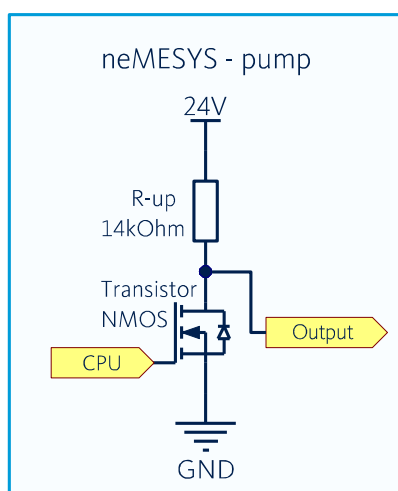 neMESYS - pump
24V
R-up
14kOhm
Transistor
NMOS
Output
CPU
GND